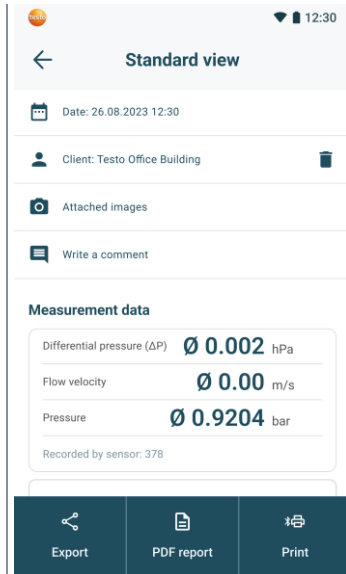 testo
12:30
Standard view
Date: 26.08.2023 12:30
Client: Testo Office Building
Attached images
Write a comment
Measurement data
Differential pressure (ΔP) Ø 0.002 hPa
Flow velocity Ø 0.00 m/s
Pressure Ø 0.9204 bar
Recorded by sensor: 378
Export PDF report Print